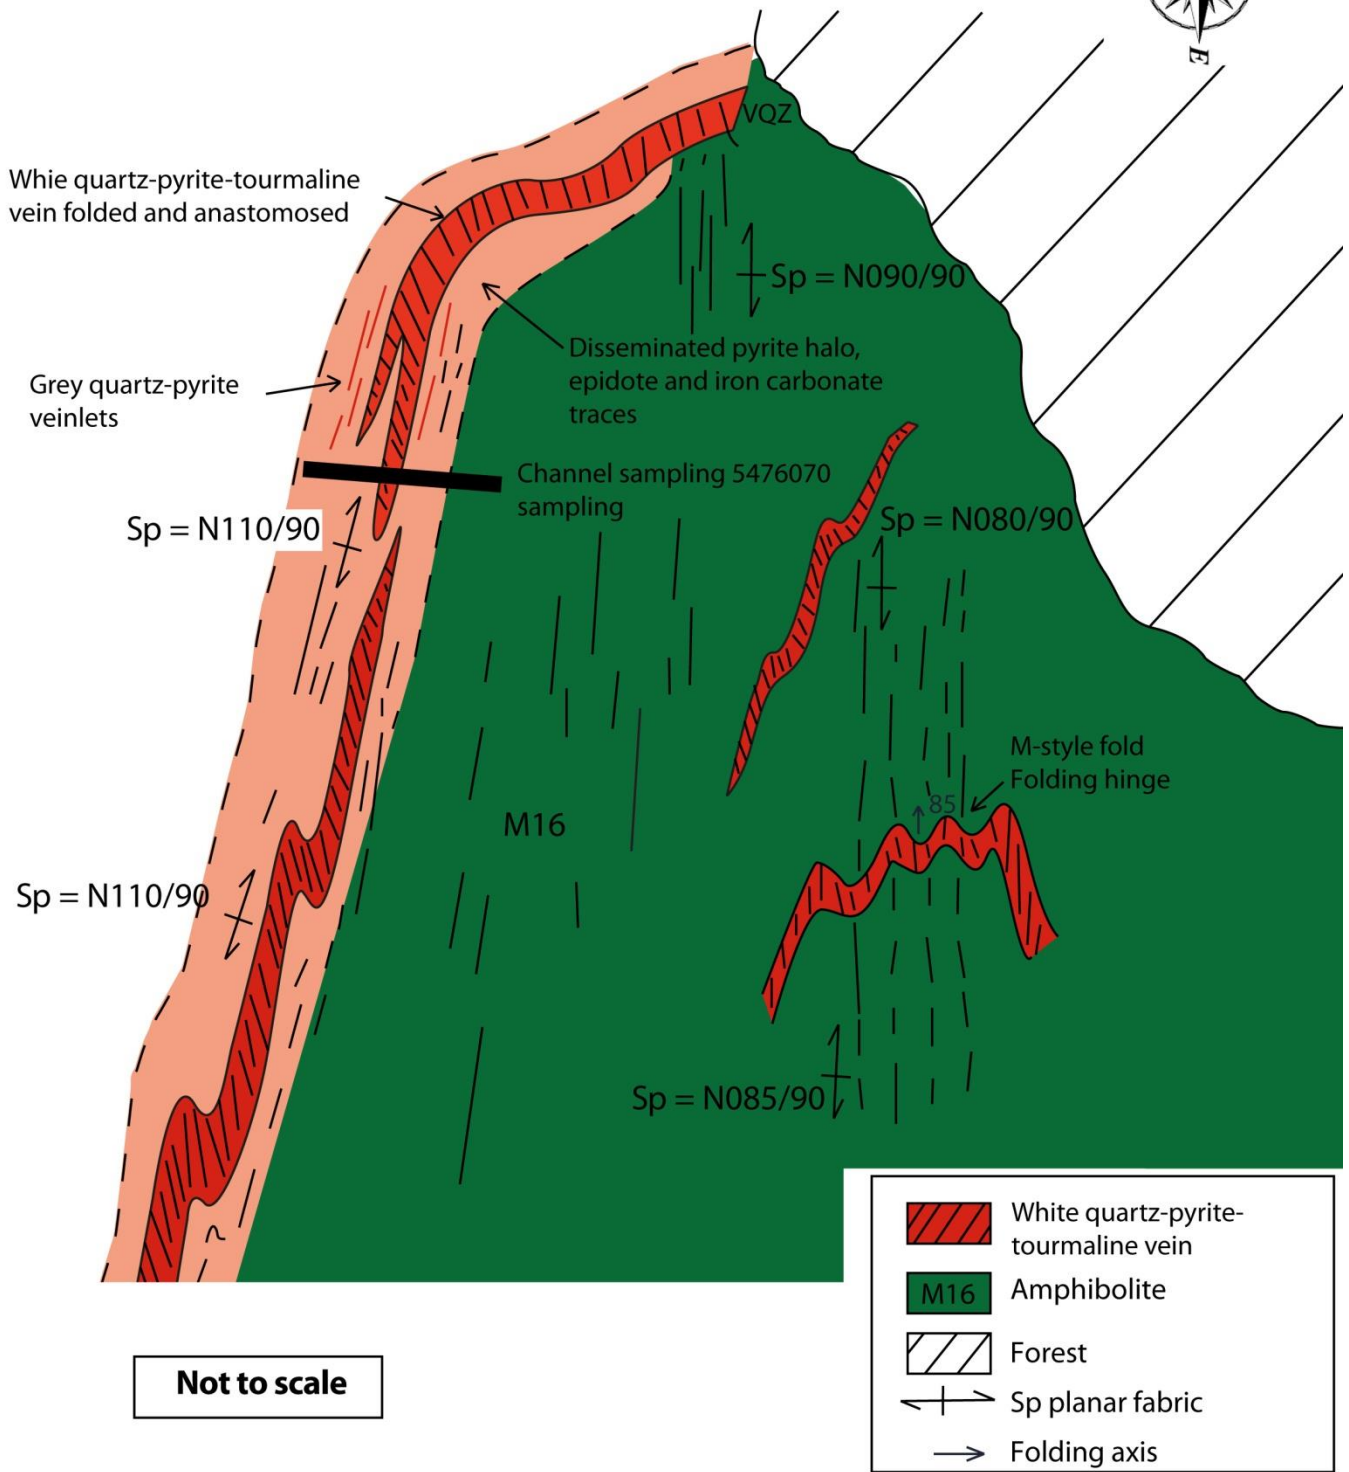 E
VQZ
Whie quartz-pyrite-tourmaline
vein folded and anastomosed
Sp = N090/90
Disseminated pyrite halo,
epidote and iron carbonate
traces
Grey quartz-pyrite
veinlets
Channel sampling 5476070
sampling
Sp = N110/90
Sp = N080/90
M-style fold
Folding hinge
85
M16
Sp = N110/90
Sp = N085/90
White quartz-pyrite-
tourmaline vein
M16 Amphibolite
Forest
Sp planar fabric
Folding axis
Not to scale